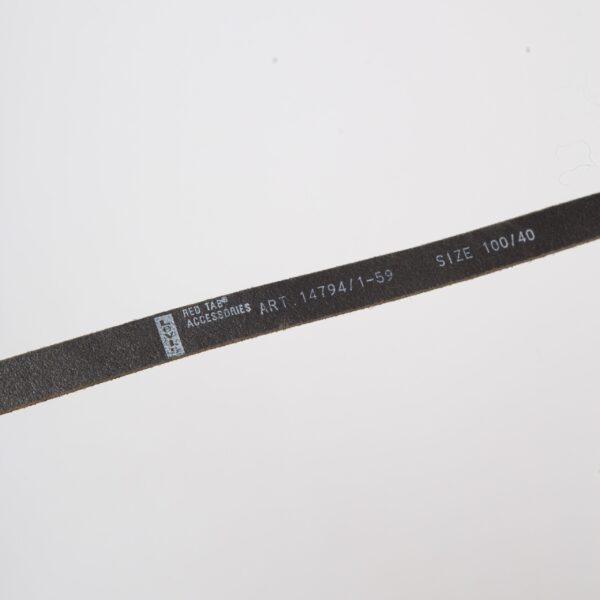 LEVI'S
RED TAB®
ACCESSORIES
ART. 14794/1-59
SIZE 100/40